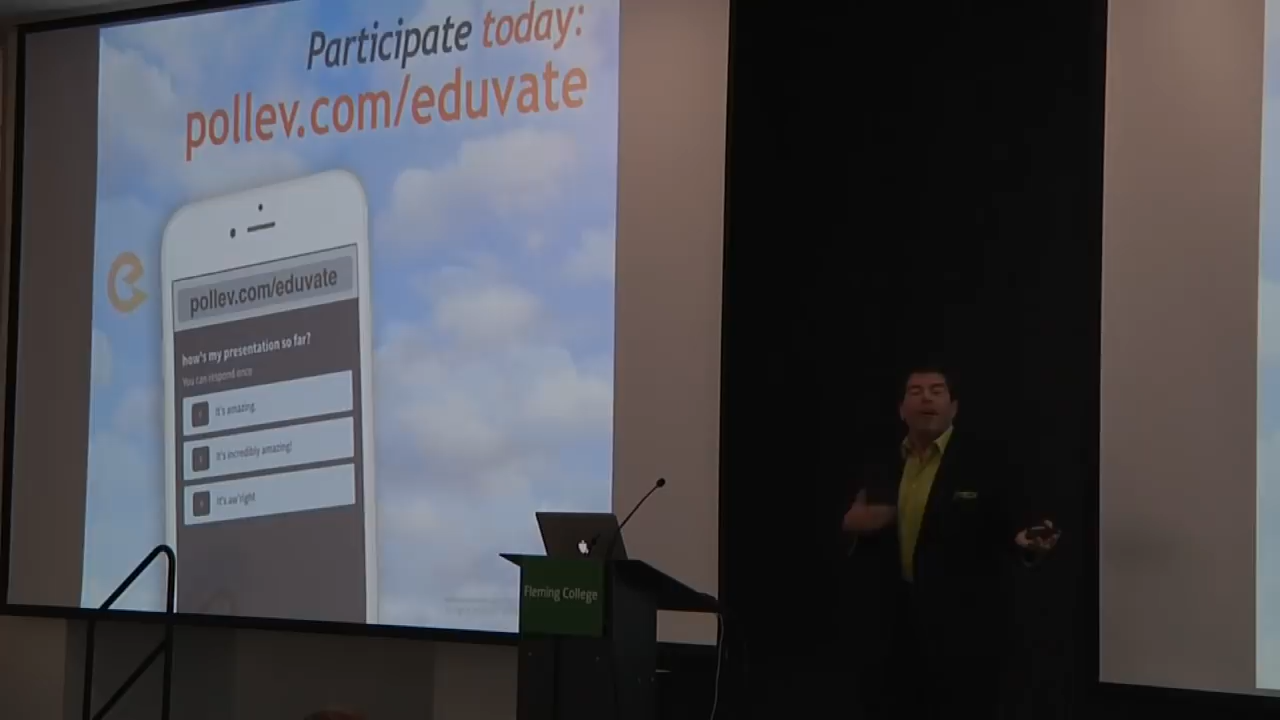 Participate today:
pollev.com/eduvate
pollev.com/eduvate
how's my presentation so far?
You can respond once
It's amazing
It's incredibly amazing!
It's aw'right
Fleming College